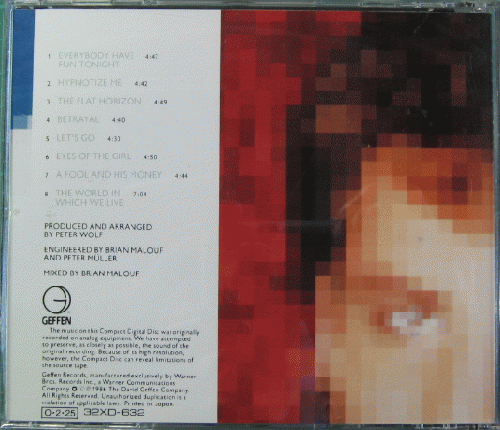 1 EVERYBODY HAVE 4:47
FUN TONIGHT
2 HYPNOTIZE ME 4:42
3 THE FLAT HORIZON 4:49
4 BETRAYAL 4:40
5 LET'S GO 4:33
6 EYES OF THE GIRL 4:50
7 A FOOL AND HIS MONEY 4:44
8 THE WORLD IN 7:04
WHICH WE LIVE
PRODUCED AND ARRANGED
BY PETER WOLF
ENGINEERED BY BRIAN MALOUF
AND PETER MÜLLER
MIXED BY BRIAN MALOUF
GEFFEN
The music on this Compact Digital Disc was originally
recorded on analog equipment. We have attempted
to preserve, as closely as possible, the sound of the
original recording. Because of its high resolution,
however, the Compact Disc can reveal limitations of
the source tape.
Geffen Records, manufactured exclusively by Warner
Bros. Records Inc., a Warner Communications
Company. © ℗ 1986 The David Geffen Company.
All Rights Reserved. Unauthorized duplication is a
violation of applicable laws. Printed in Japan.
0-2-25 32XD-632